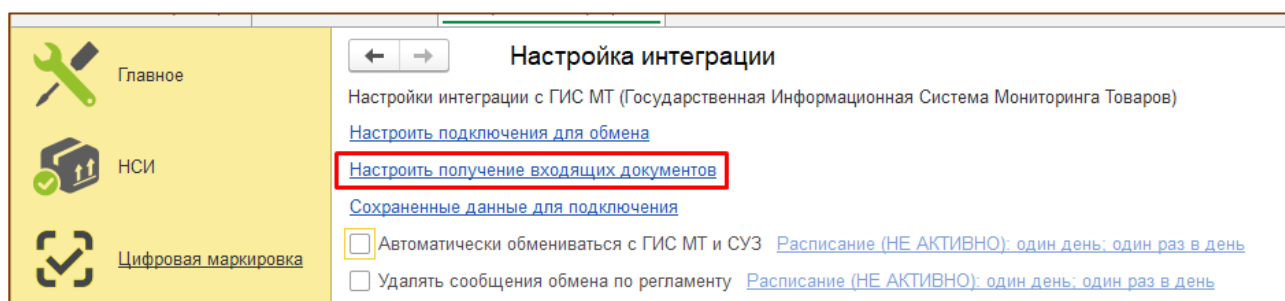 Главное
НСИ
Цифровая маркировка
Настройка интеграции
Настройки интеграции с ГИС МТ (Государственная Информационная Система Мониторинга Товаров)
Настроить подключения для обмена
Настроить получение входящих документов
Сохраненные данные для подключения
Автоматически обмениваться с ГИС МТ и СУЗ Расписание (НЕ АКТИВНО): один день; один раз в день
Удалять сообщения обмена по регламенту Расписание (НЕ АКТИВНО): один день; один раз в день